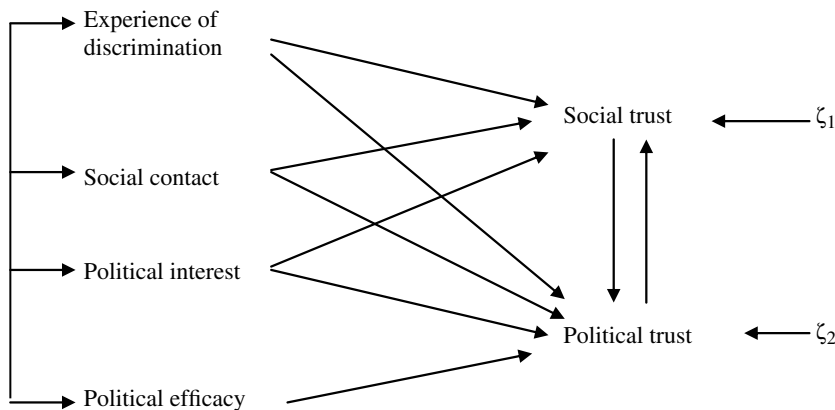 Experience of
discrimination
Social trust
ζ1
Social contact
Political interest
Political trust
ζ2
Political efficacy